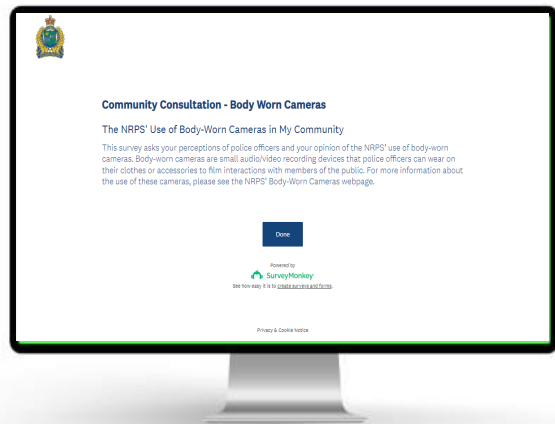 Community Consultation - Body Worn Cameras
The NRPS' Use of Body-Worn Cameras in My Community
This survey asks your perceptions of police officers and your opinion of the NRPS' use of body-worn
cameras. Body-worn cameras are small audio/video recording devices that police officers can wear on
their clothes or accessories to film interactions with members of the public. For more information about
the use of these cameras, please see the NRPS' Body-Worn Cameras webpage.
Done
Powered by
SurveyMonkey
See how easy it is to create surveys and forms.
Privacy & Cookie Notice